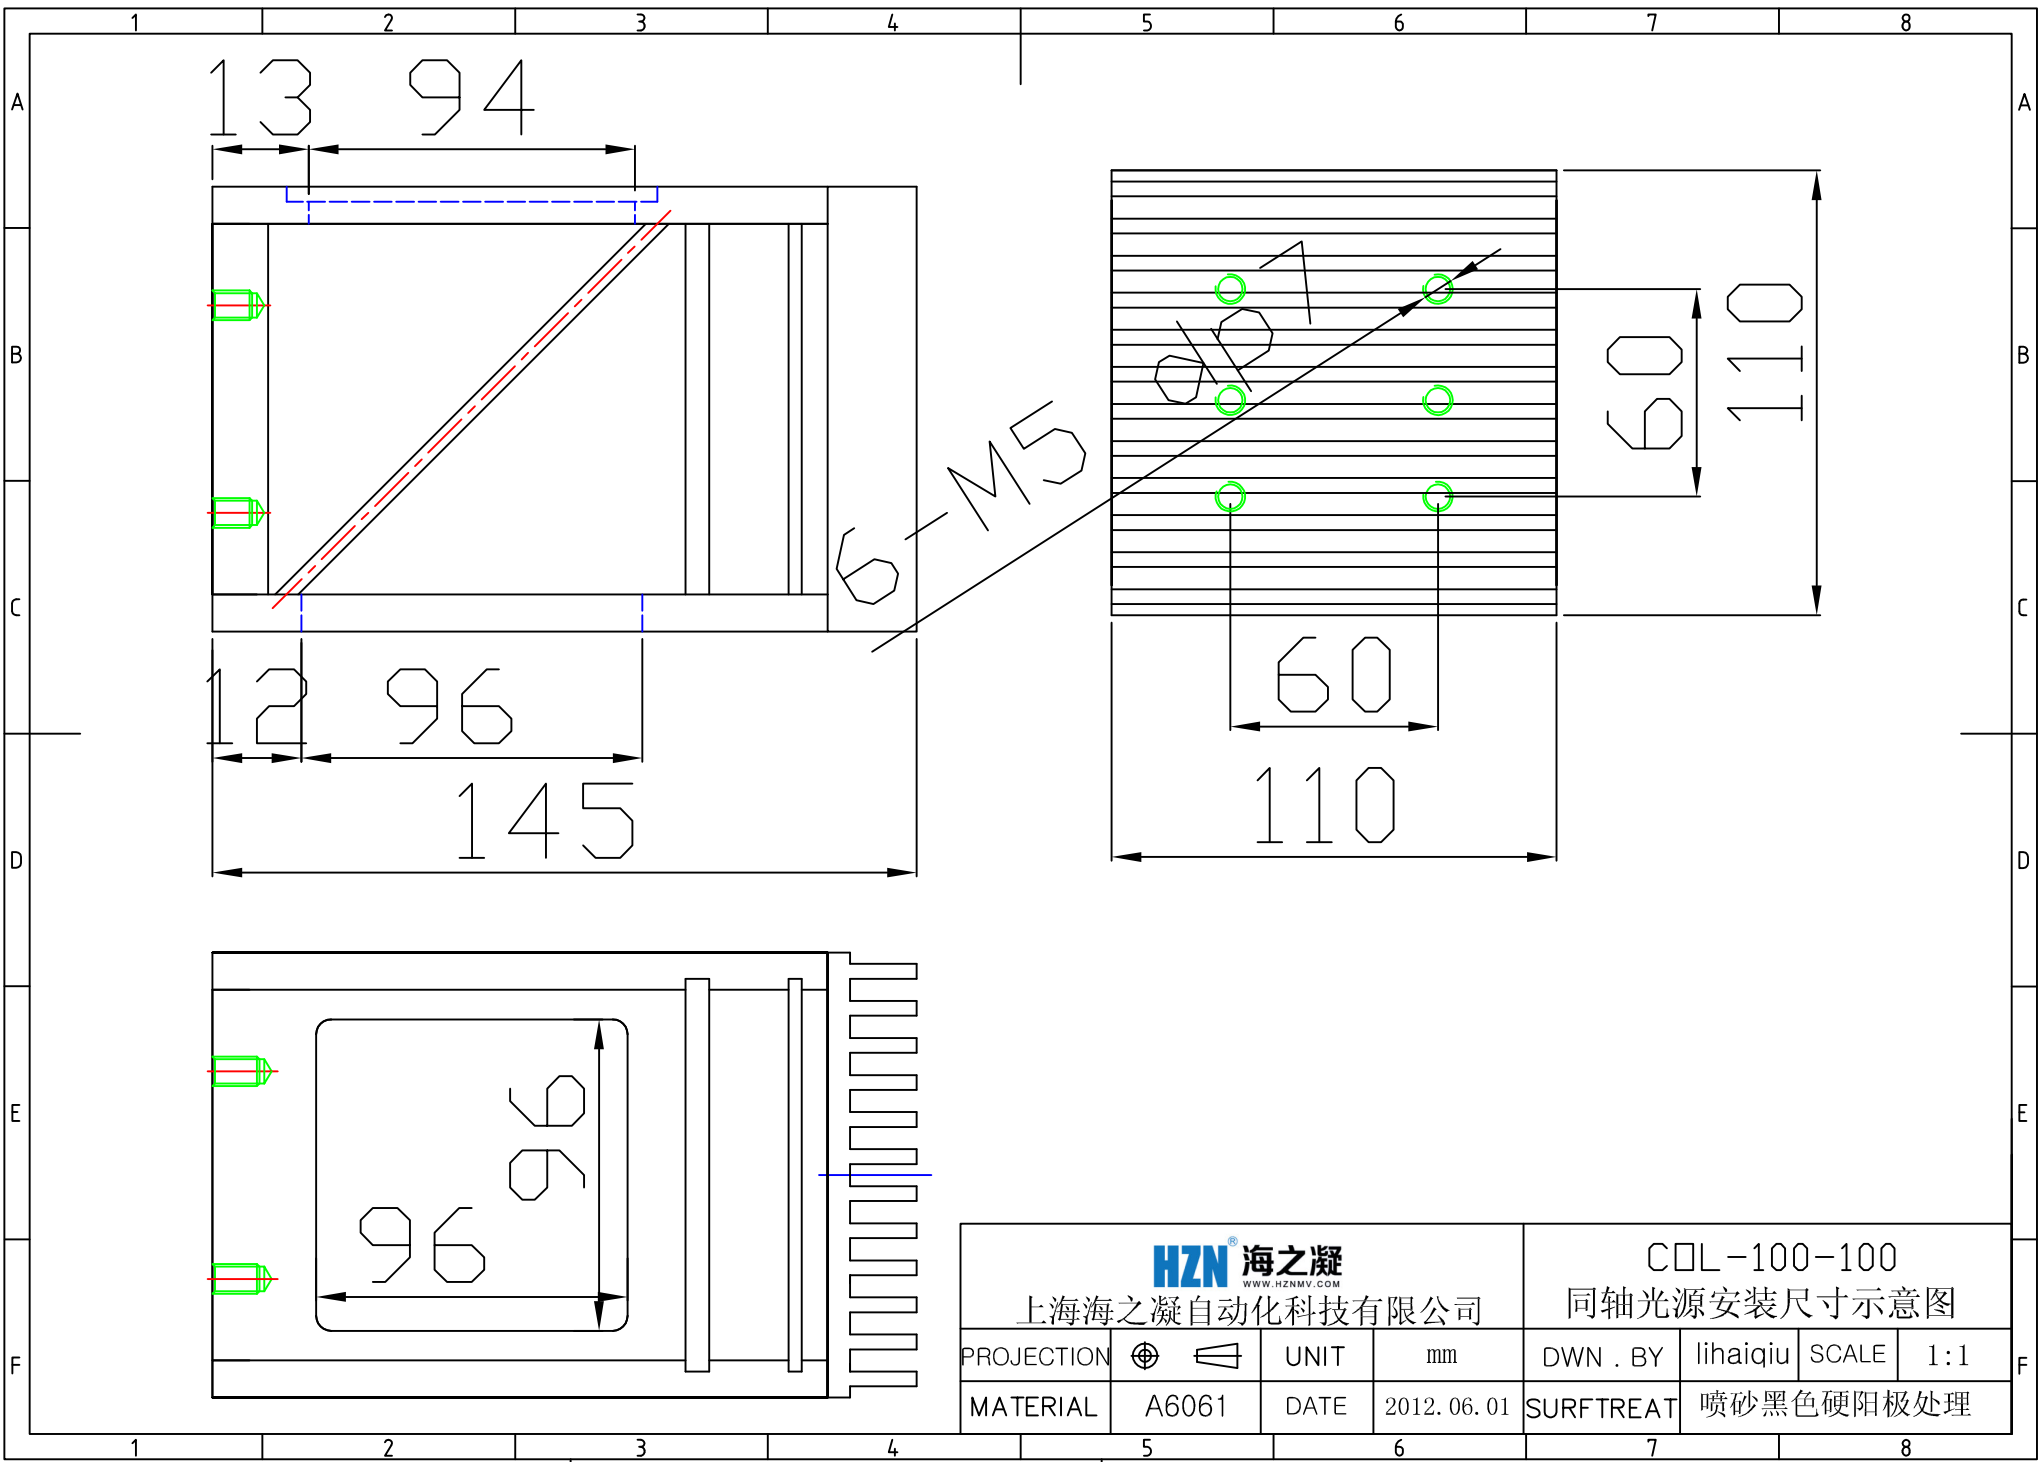 1 2 3 4 5 6 7 8
A A
13 94
B B
6-M5 dp7
60
110
C C
12 96
60
145
110
D D
96
E E
96
HZN® 海之凝
WWW.HZNMV.COM
上海海之凝自动化科技有限公司
COL-100-100
同轴光源安装尺寸示意图
PROJECTION UNIT mm DWN . BY lihaiqiu SCALE 1:1
F F
MATERIAL A6061 DATE 2012.06.01 SURFTREAT 喷砂黑色硬阳极处理
1 2 3 4 5 6 7 8